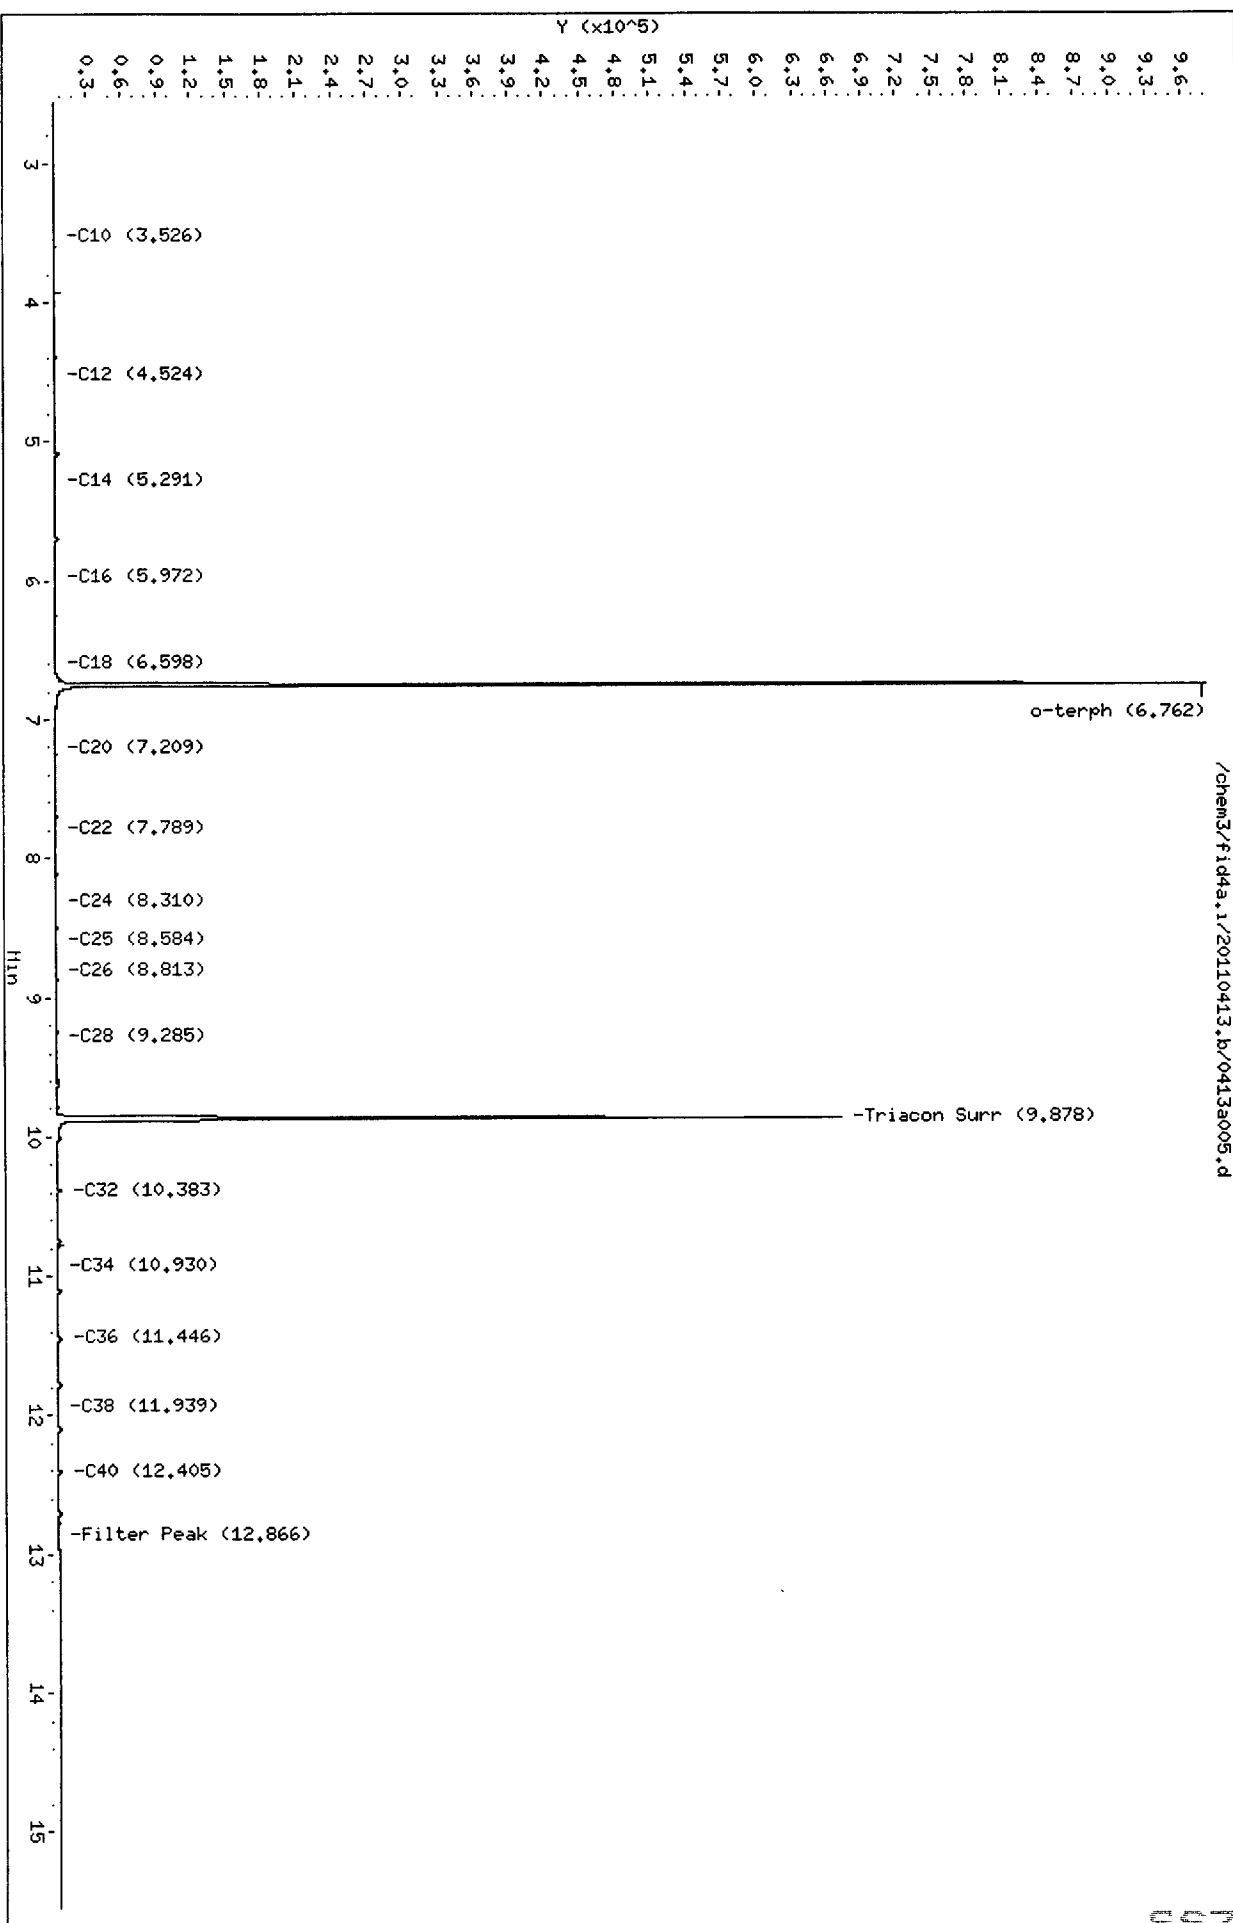 /chem3/fid4a.i/20110413.b/0413a005.d
Y (x10^5)
0.3
0.6
0.9
1.2
1.5
1.8
2.1
2.4
2.7
3.0
3.3
3.6
3.9
4.2
4.5
4.8
5.1
5.4
5.7
6.0
6.3
6.6
6.9
7.2
7.5
7.8
8.1
8.4
8.7
9.0
9.3
9.6
3
-C10 (3.526)
4
-C12 (4.524)
5
-C14 (5.291)
-C16 (5.972)
6
-C18 (6.598)
o-terph (6.762)
7
-C20 (7.209)
-C22 (7.789)
8
-C24 (8.310)
-C25 (8.584)
-C26 (8.813)
Min
9
-C28 (9.285)
-Triacon Surr (9.878)
10
-C32 (10.383)
-C34 (10.930)
11
-C36 (11.446)
-C38 (11.939)
12
-C40 (12.405)
-Filter Peak (12.866)
13
14
15